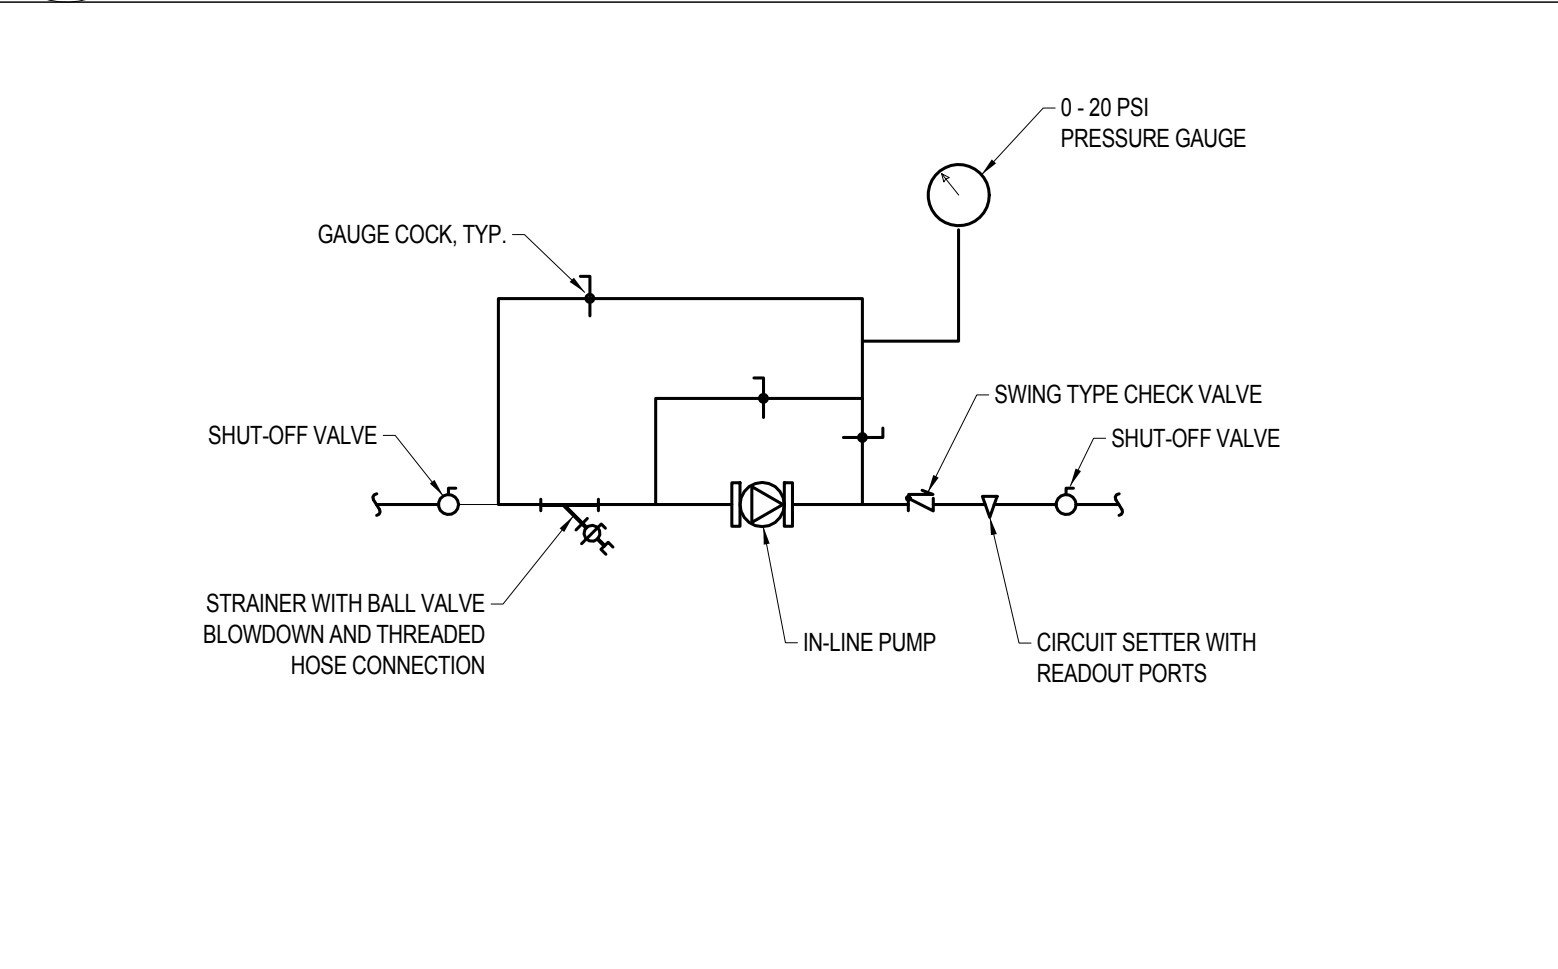 0 - 20 PSI
PRESSURE GAUGE
GAUGE COCK, TYP.
SWING TYPE CHECK VALVE
SHUT-OFF VALVE
SHUT-OFF VALVE
STRAINER WITH BALL VALVE
BLOWDOWN AND THREADED
HOSE CONNECTION
IN-LINE PUMP
CIRCUIT SETTER WITH
READOUT PORTS